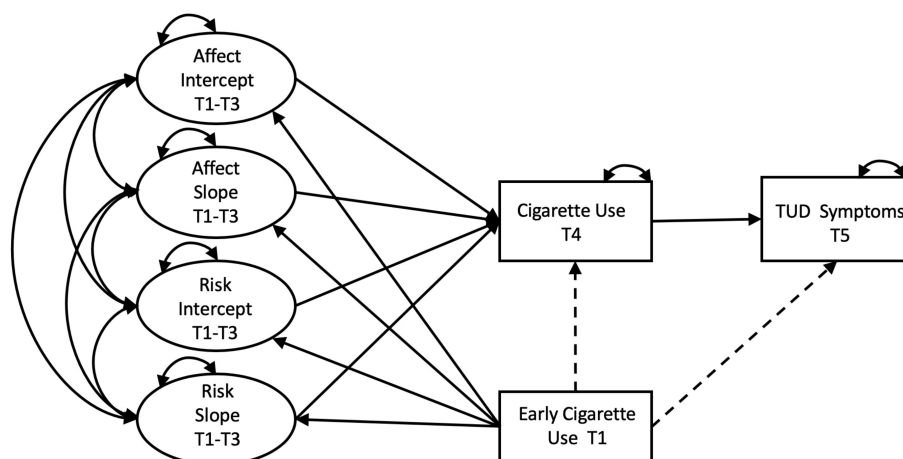 Affect
Intercept
T1-T3
Affect
Slope
T1-T3
Risk
Intercept
T1-T3
Risk
Slope
T1-T3
Cigarette Use
T4
TUD Symptoms
T5
Early Cigarette
Use T1